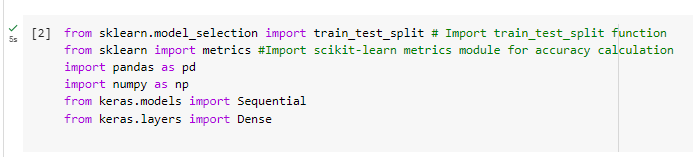 [2] from sklearn.model_selection import train_test_split # Import train_test_split function
5s from sklearn import metrics #Import scikit-learn metrics module for accuracy calculation
import pandas as pd
import numpy as np
from keras.models import Sequential
from keras.layers import Dense